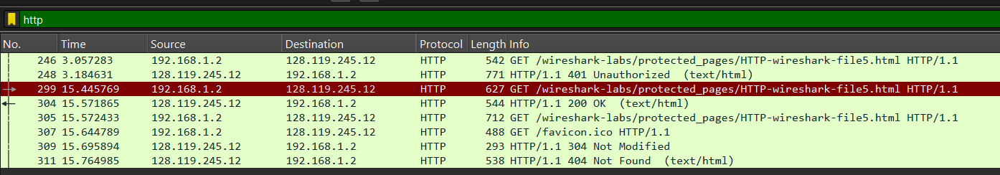 http
No. Time Source Destination Protocol Length Info
246 3.057283 192.168.1.2 128.119.245.12 HTTP 542 GET /wireshark-labs/protected_pages/HTTP-wireshark-file5.html HTTP/1.1
248 3.184631 128.119.245.12 192.168.1.2 HTTP 771 HTTP/1.1 401 Unauthorized (text/html)
299 15.445769 192.168.1.2 128.119.245.12 HTTP 627 GET /wireshark-labs/protected_pages/HTTP-wireshark-file5.html HTTP/1.1
304 15.571865 128.119.245.12 192.168.1.2 HTTP 544 HTTP/1.1 200 OK (text/html)
305 15.572433 192.168.1.2 128.119.245.12 HTTP 712 GET /wireshark-labs/protected_pages/HTTP-wireshark-file5.html HTTP/1.1
307 15.644789 192.168.1.2 128.119.245.12 HTTP 488 GET /favicon.ico HTTP/1.1
309 15.695894 128.119.245.12 192.168.1.2 HTTP 293 HTTP/1.1 304 Not Modified
311 15.764985 128.119.245.12 192.168.1.2 HTTP 538 HTTP/1.1 404 Not Found (text/html)